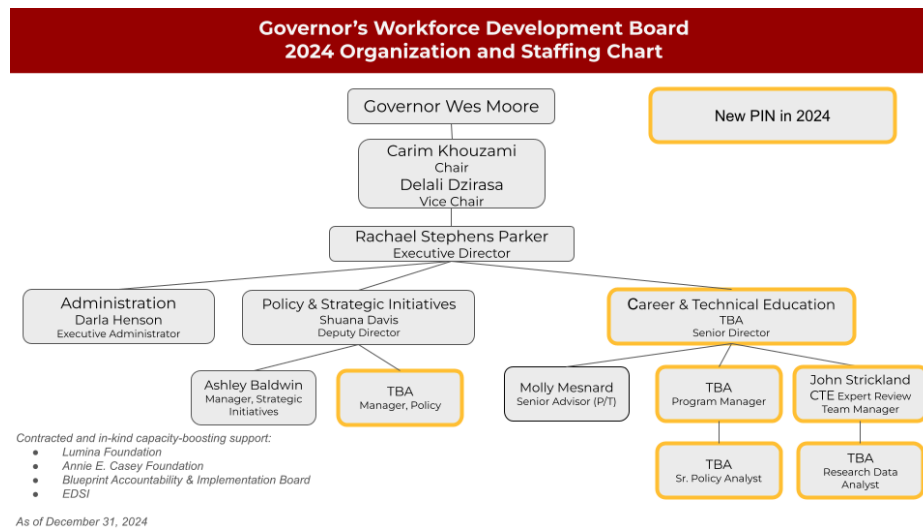 Governor's Workforce Development Board
2024 Organization and Staffing Chart
Governor Wes Moore
New PIN in 2024
Carim Khouzami
Chair
Delali Dzirasa
Vice Chair
Rachael Stephens Parker
Executive Director
Administration
Darla Henson
Executive Administrator
Policy & Strategic Initiatives
Shuana Davis
Deputy Director
Career & Technical Education
TBA
Senior Director
Ashley Baldwin
Manager, Strategic
Initiatives
TBA
Manager, Policy
Molly Mesnard
Senior Advisor (P/T)
TBA
Program Manager
John Strickland
CTE Expert Review
Team Manager
TBA
Sr. Policy Analyst
TBA
Research Data
Analyst
Contracted and in-kind capacity-boosting support:
● Lumina Foundation
● Annie E. Casey Foundation
● Blueprint Accountability & Implementation Board
● EDSI
As of December 31, 2024